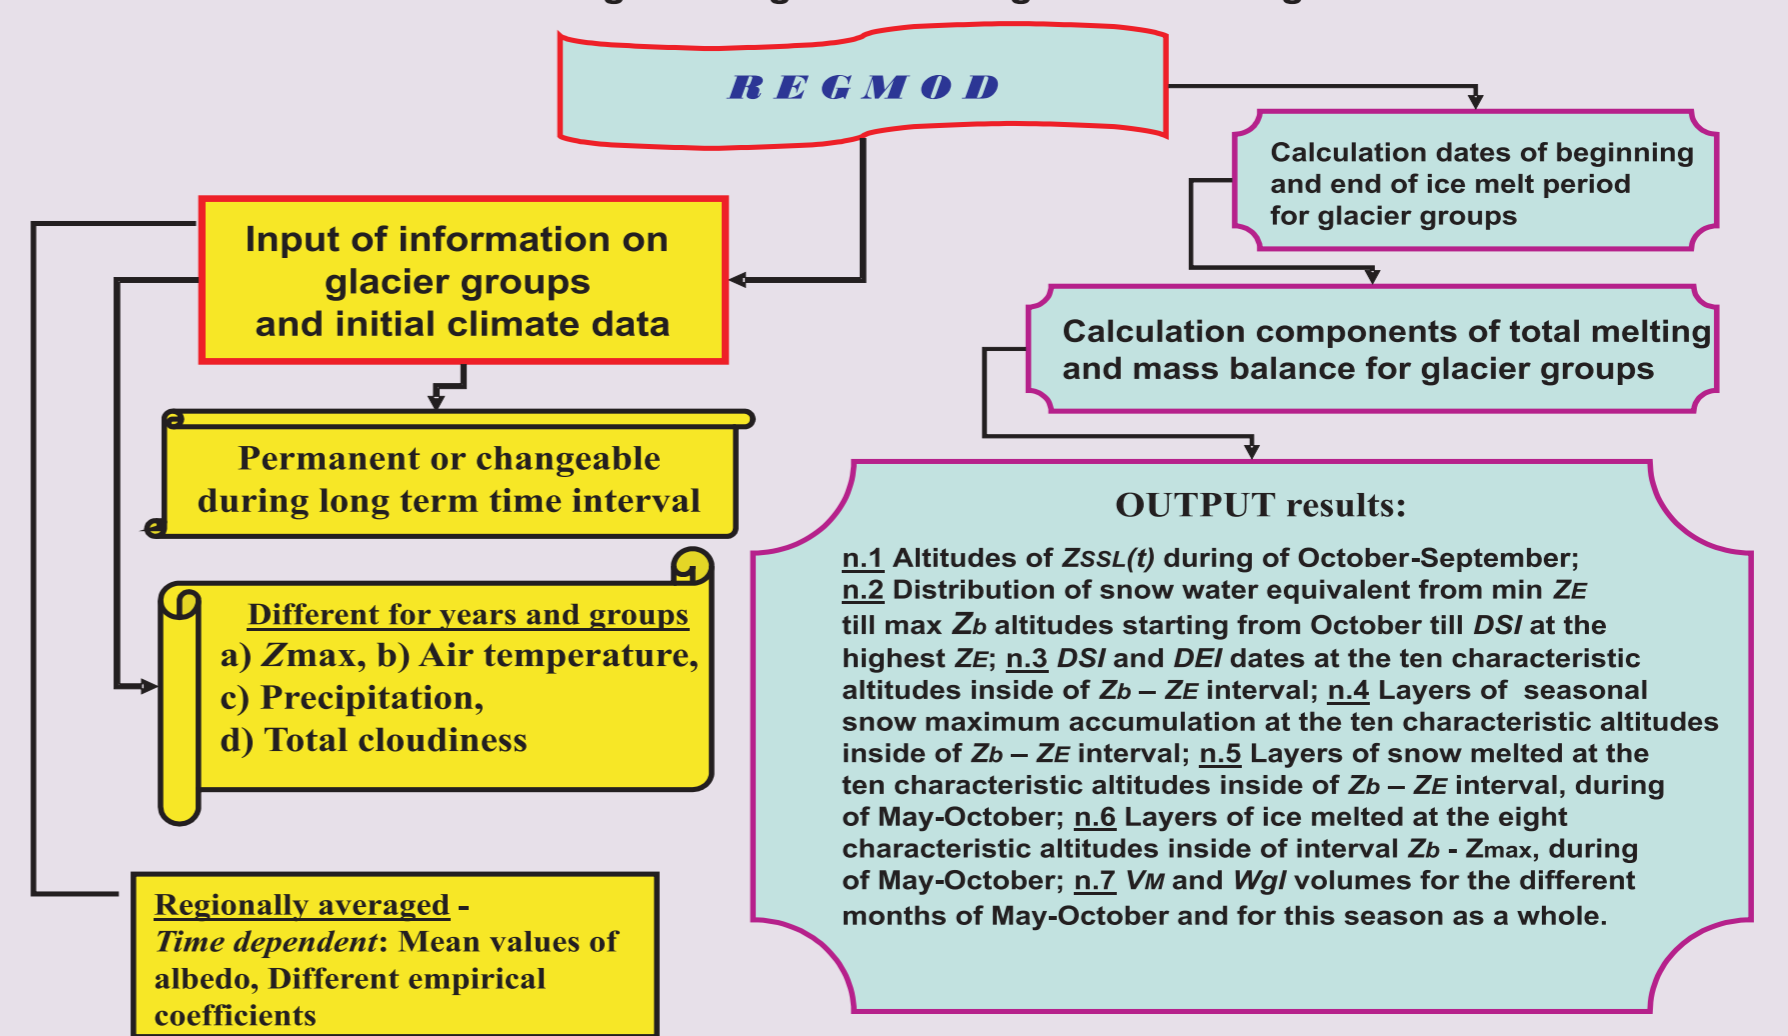 R E G M O D
Calculation dates of beginning
and end of ice melt period
for glacier groups
Input of information on
glacier groups
and initial climate data
Calculation components of total melting
and mass balance for glacier groups
Permanent or changeable
during long term time interval
Different for years and groups
a) Zmax, b) Air temperature,
c) Precipitation,
d) Total cloudiness
Regionally averaged -
Time dependent: Mean values of
albedo, Different empirical
coefficients
OUTPUT results:
n.1 Altitudes of ZSSL(t) during of October-September;
n.2 Distribution of snow water equivalent from min ZE
till max Zb altitudes starting from October till DSI at the
highest ZE; n.3 DSI and DEI dates at the ten characteristic
altitudes inside of Zb – ZE interval; n.4 Layers of seasonal
snow maximum accumulation at the ten characteristic altitudes
inside of Zb – ZE interval; n.5 Layers of snow melted at the
ten characteristic altitudes inside of Zb – ZE interval, during
of May-October; n.6 Layers of ice melted at the eight
characteristic altitudes inside of interval Zb - Zmax, during
of May-October; n.7 VM and Wgl volumes for the different
months of May-October and for this season as a whole.